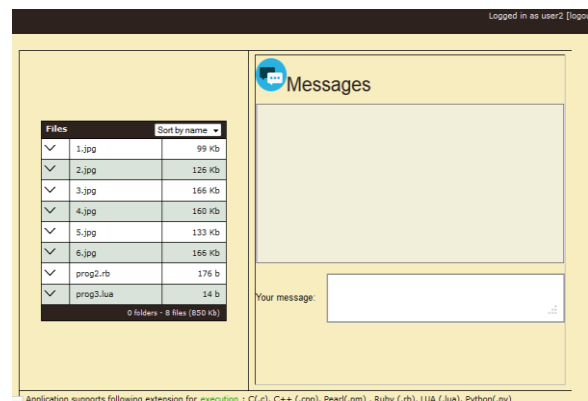 Logged in as user2 [logou
Messages
Files Sort by name
1.jpg 99 Kb
2.jpg 126 Kb
3.jpg 166 Kb
4.jpg 160 Kb
5.jpg 133 Kb
6.jpg 166 Kb
prog2.rb 176 b
prog3.lua 14 b
0 folders - 8 files (850 Kb)
Your message:
Application supports following extension for execution : C(.c), C++ (.cpp), Pearl(.pm) , Ruby (.rb), LUA (.lua), Python(.py)